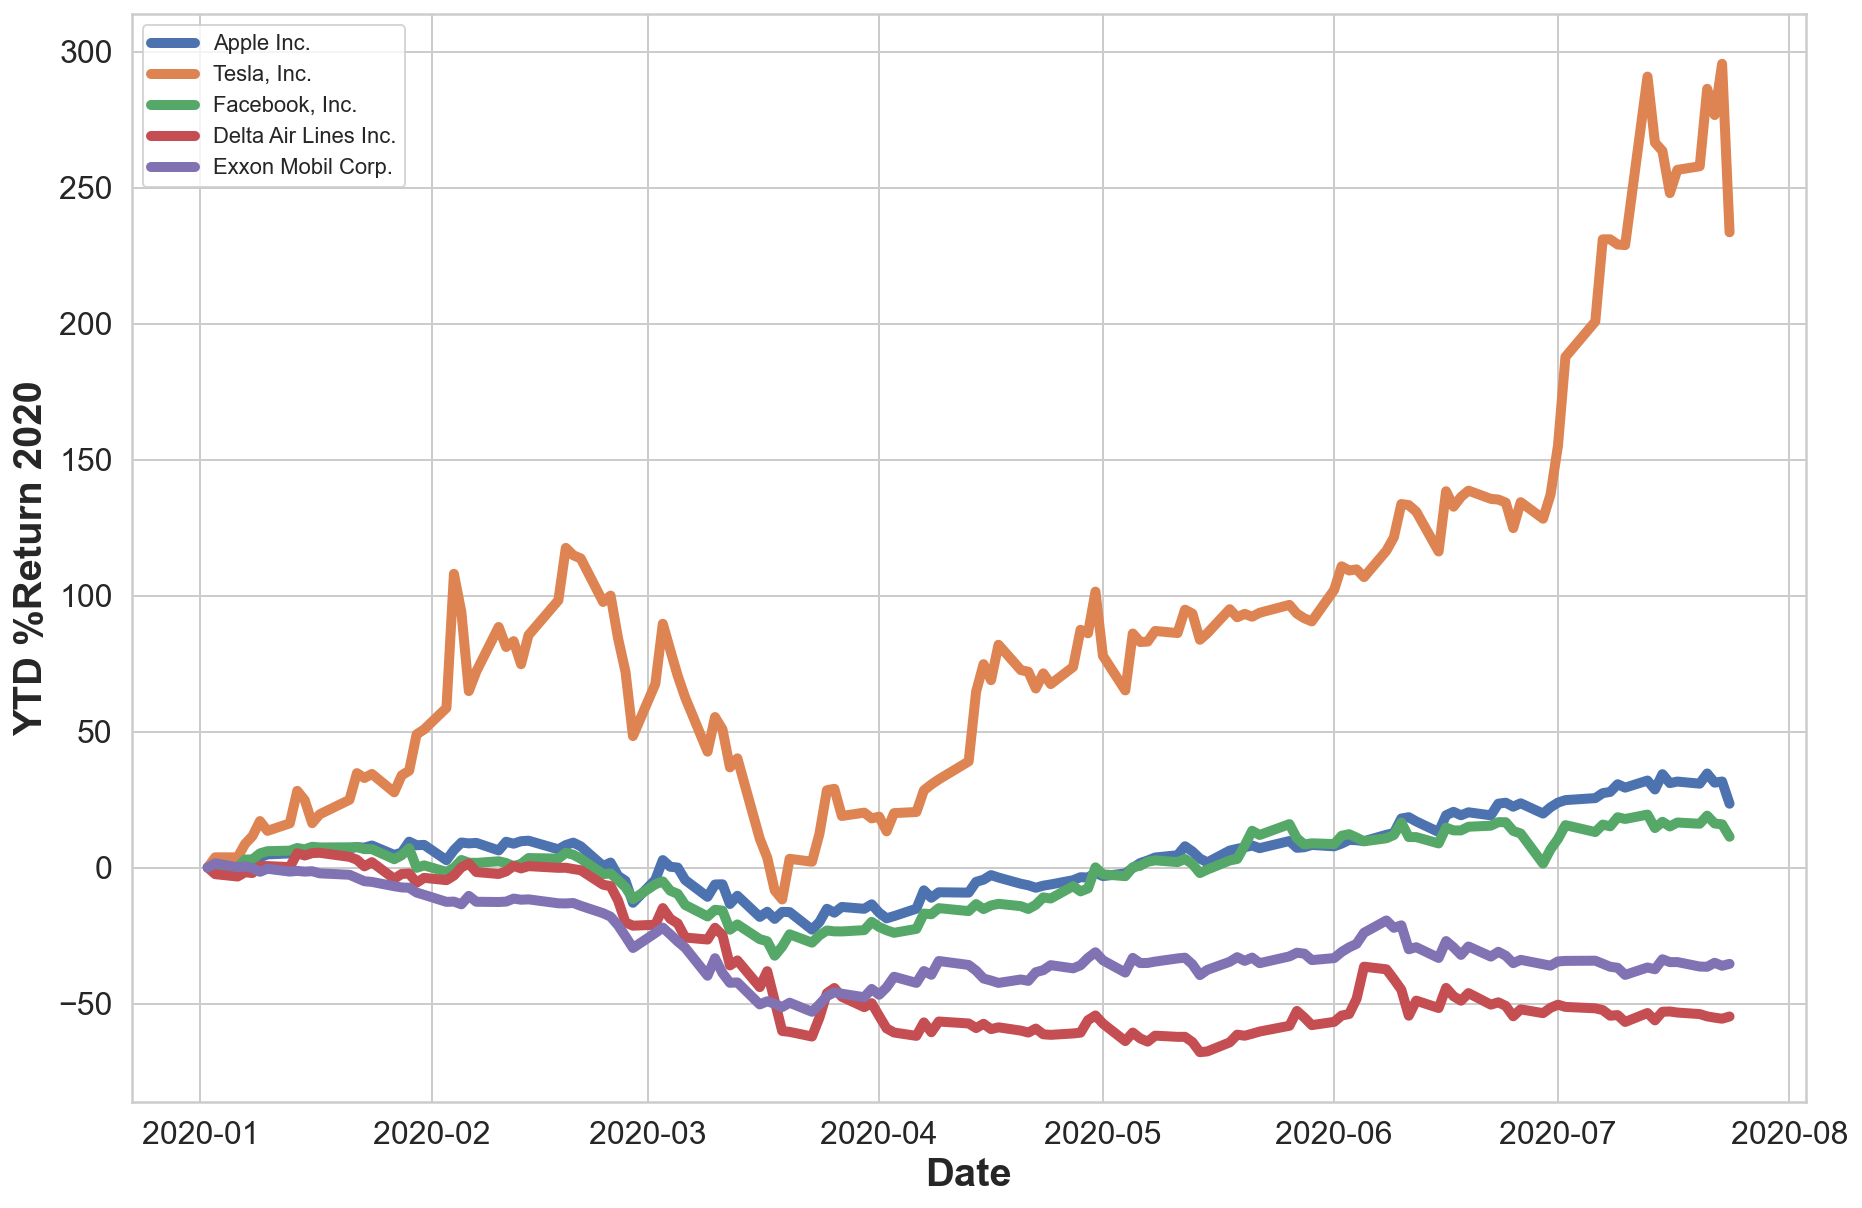 Apple Inc.
Tesla, Inc.
Facebook, Inc.
Delta Air Lines Inc.
Exxon Mobil Corp.
YTD %Return 2020
300
250
200
150
100
50
0
−50
2020-01
2020-02
2020-03
2020-04
2020-05
2020-06
2020-07
2020-08
Date